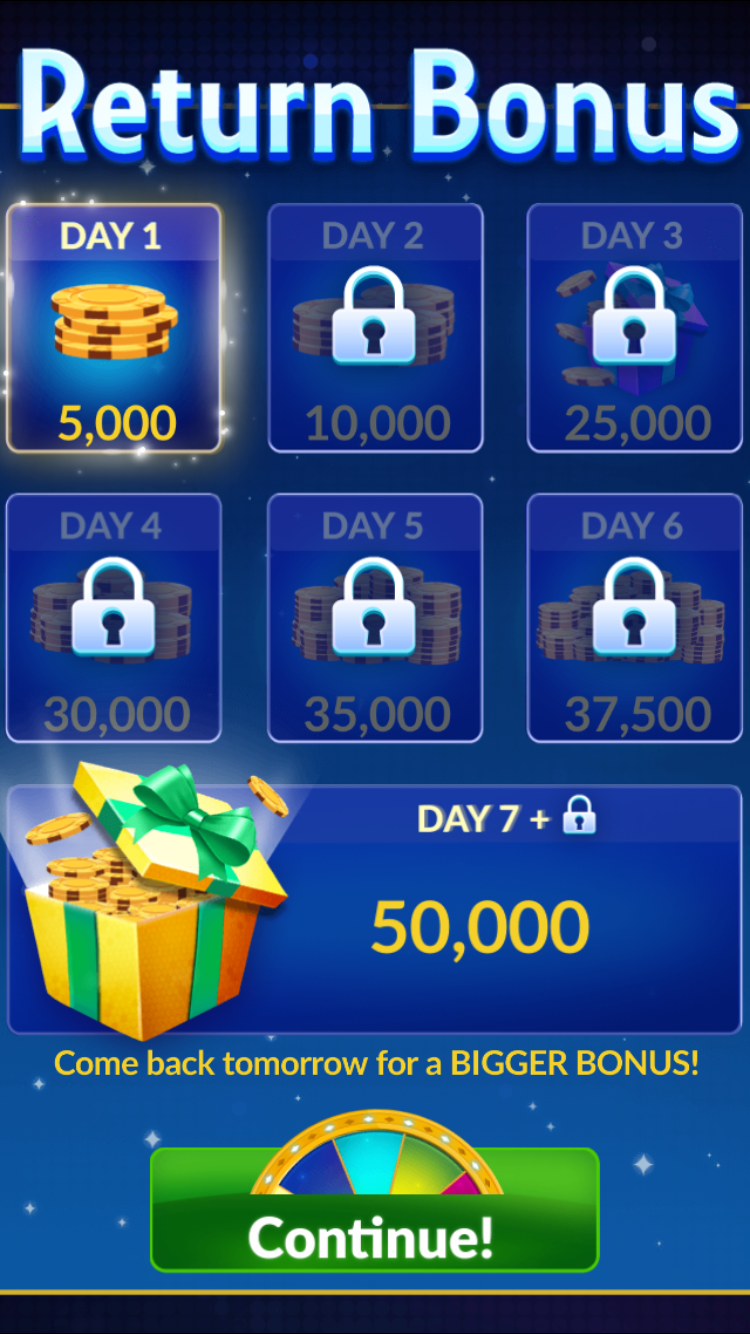 Return Bonus
DAY 1
DAY 2
DAY 3
5,000
10,000
25,000
DAY 4
DAY 5
DAY 6
30,000
35,000
37,500
DAY 7 +
50,000
Come back tomorrow for a BIGGER BONUS!
Continue!